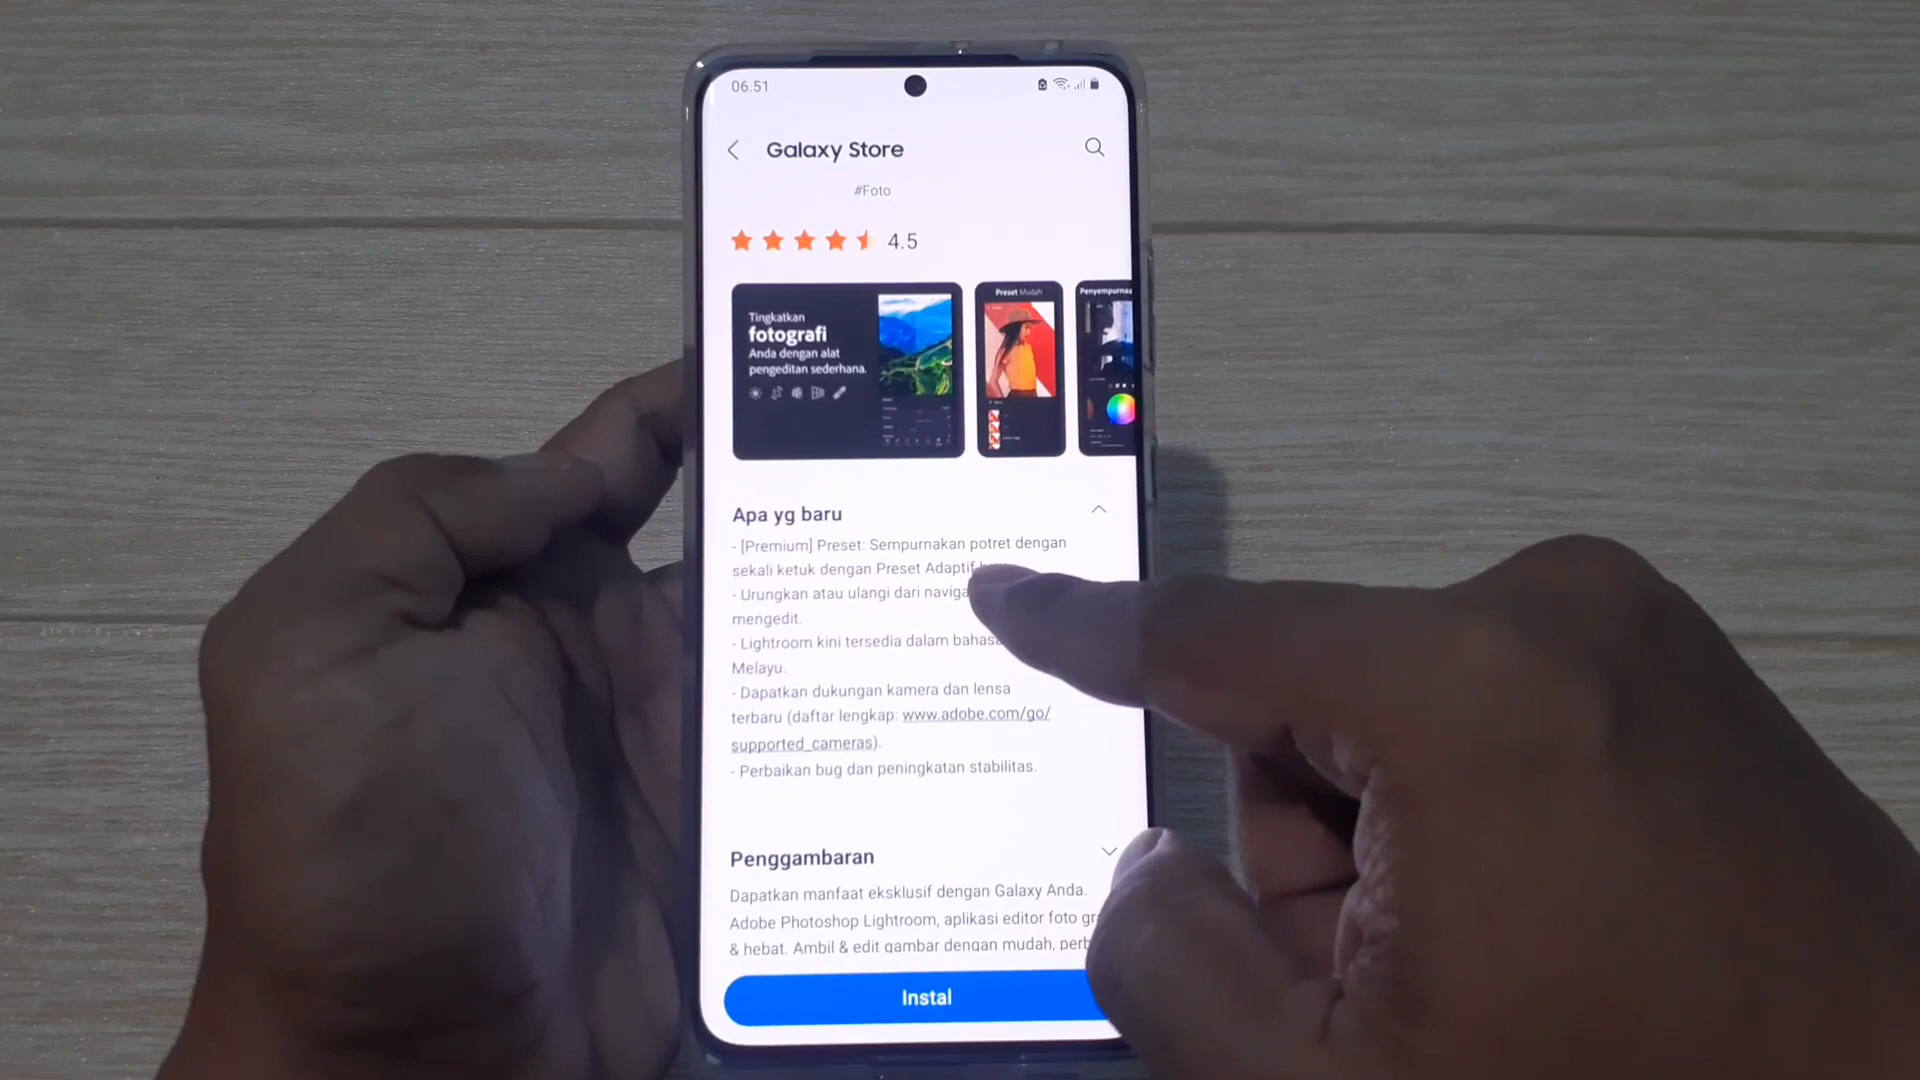 06.51
Galaxy Store
#Foto
4.5
Tingkatkan
fotografi
Anda dengan alat
pengeditan sederhana.
Preset Mudah
Penyempurnaa
Apa yg baru
- [Premium] Preset: Sempurnakan potret dengan
sekali ketuk dengan Preset Adaptif
- Urungkan atau ulangi dari naviga
mengedit.
- Lightroom kini tersedia dalam bahasa
Melayu.
- Dapatkan dukungan kamera dan lensa
terbaru (daftar lengkap: www.adobe.com/go/
supported_cameras).
- Perbaikan bug dan peningkatan stabilitas.
Penggambaran
Dapatkan manfaat eksklusif dengan Galaxy Anda.
Adobe Photoshop Lightroom, aplikasi editor foto gr
& hebat. Ambil & edit gambar dengan mudah, perb
Instal